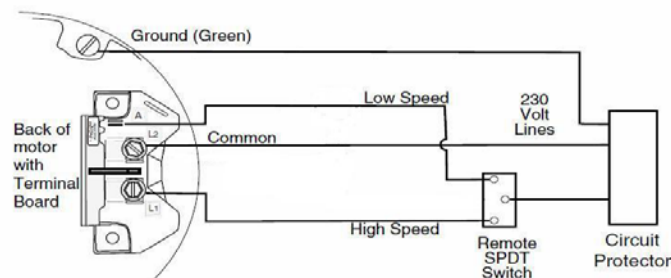 Ground (Green)
Low Speed
230
Volt
Lines
A
L2
Common
Back of
motor
with
Terminal
Board
L1
High Speed
Remote
SPDT
Switch
Circuit
Protector